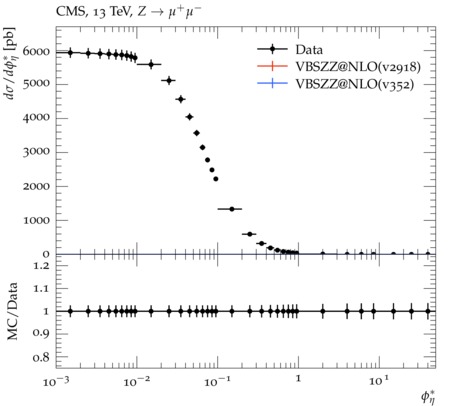 CMS, 13 TeV, Z → μ⁺μ⁻
dσ/dφ*η [pb]
6000
5000
4000
3000
2000
1000
0
Data
VBSZZ@NLO(v2918)
VBSZZ@NLO(v352)
MC/Data
1.2
1.1
1
0.9
0.8
10⁻³
10⁻²
10⁻¹
1
10¹
φ*η